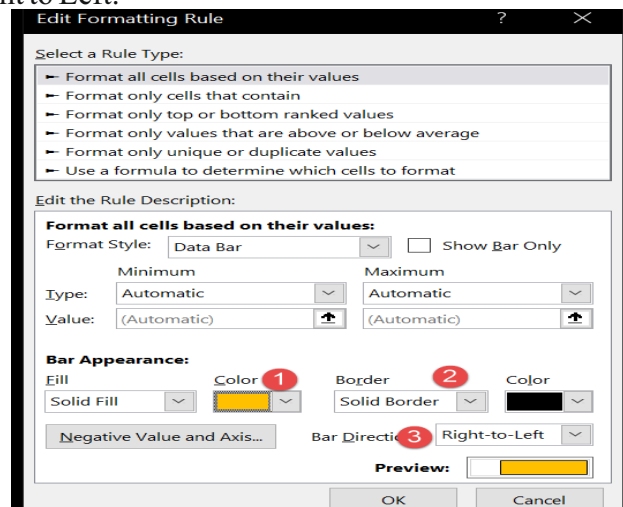 nt to Left.
Edit Formatting Rule ? ×
Select a Rule Type:
► Format all cells based on their values
► Format only cells that contain
► Format only top or bottom ranked values
► Format only values that are above or below average
► Format only unique or duplicate values
► Use a formula to determine which cells to format
Edit the Rule Description:
Format all cells based on their values:
Format Style: Data Bar Show Bar Only
Minimum Maximum
Type: Automatic Automatic
Value: (Automatic) (Automatic)
Bar Appearance:
Fill Color 1 Border 2 Color
Solid Fill Solid Border
Negative Value and Axis... Bar Directi 3 Right-to-Left
Preview:
OK Cancel